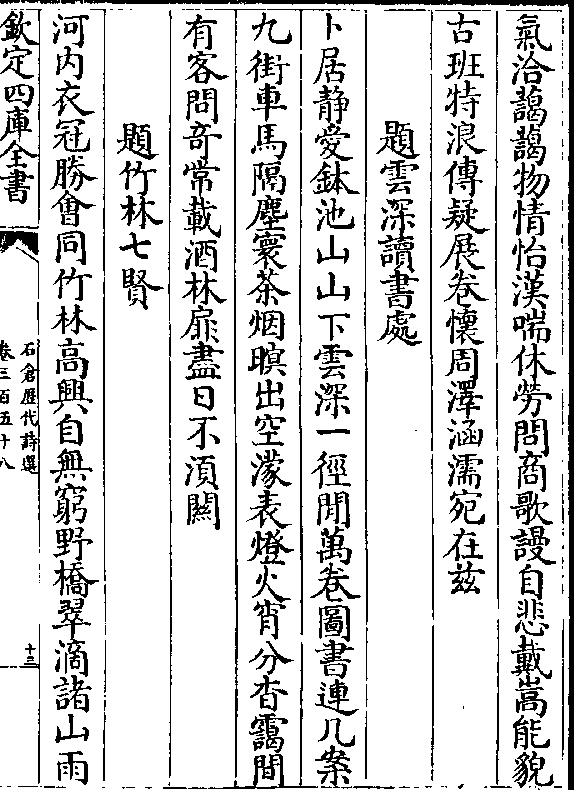 氣洽藹藹物情怡漢喘休勞問商歌謾自悲戴嵩能貌
古班特浪傳疑展卷懷周澤涵濡宛在兹
題雲深讀書處
卜居静愛鉢池山山下雲深一徑閒萬卷圖書連几案
九街車馬隔塵寰茶烟暝出空濛表燈火宵分杳靄間
有客問竒常載酒林扉盡日不湏闗
題竹林七賢
河内衣冠勝會同竹林高興自無窮野橋翠滴諸山雨
欽定四庫全書
石倉歷代詩選
卷三百五十八
十三